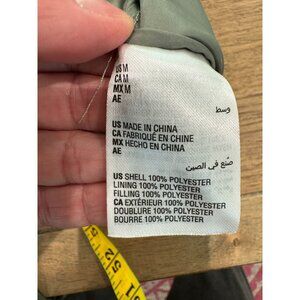 US M
CA M
MX M
AE
وسط
US MADE IN CHINA
CA FABRIQUÉ EN CHINE
MX HECHO EN CHINA
AE
صنع في الصين
US SHELL 100% POLYESTER
LINING 100% POLYESTER
FILLING 100% POLYESTER
CA EXTÉRIEUR 100% POLYESTER
DOUBLURE 100% POLYESTER
BOURRE 100% POLYESTER
52
51